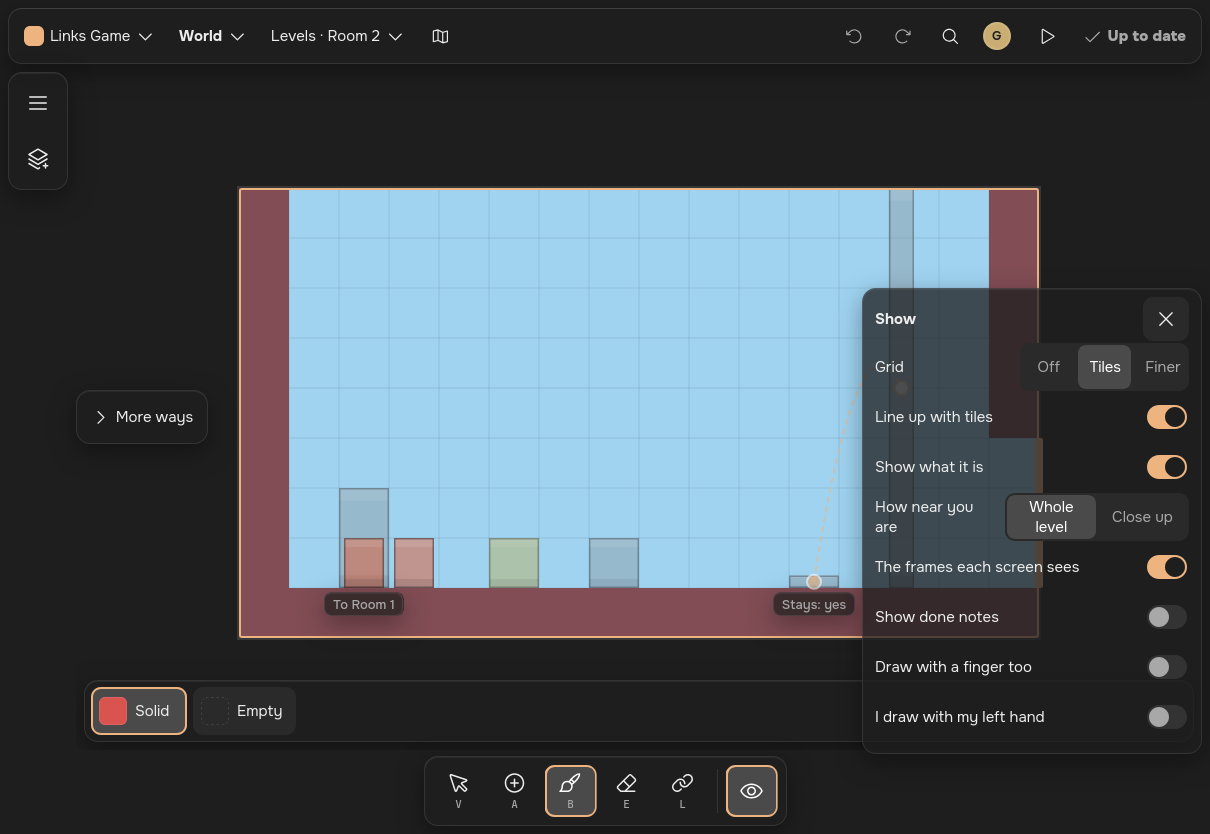 Links Game
World
Levels · Room 2
G
Up to date
Show
Grid
Off
Tiles
Finer
Line up with tiles
More ways
Show what it is
How near you
are
Whole
level
Close up
The frames each screen sees
To Room 1
Stays: yes
Show done notes
Draw with a finger too
Solid
Empty
I draw with my left hand
V
A
B
E
L